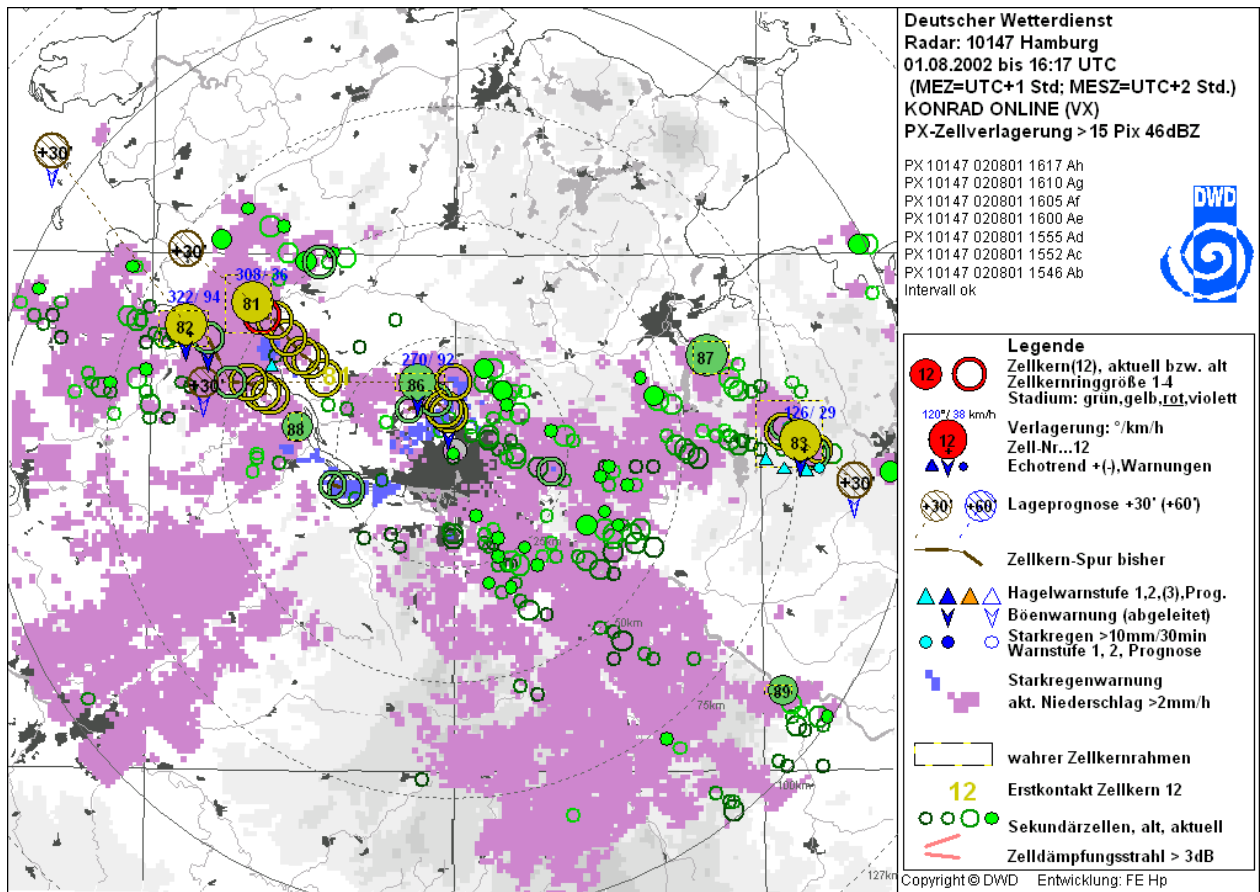 Deutscher Wetterdienst
Radar: 10147 Hamburg
01.08.2002 bis 16:17 UTC
(MEZ=UTC+1 Std; MESZ=UTC+2 Std.)
KONRAD ONLINE (VX)
PX-Zellverlagerung > 15 Pix 46dBZ
PX 10147 020801 1617 Ah
PX 10147 020801 1610 Ag
PX 10147 020801 1605 Af
PX 10147 020801 1600 Ae
PX 10147 020801 1555 Ad
PX 10147 020801 1552 Ac
PX 10147 020801 1546 Ab
Intervall ok
DWD
+30'
+30'
308/ 36
81
322/ 94
82
+30'
81
270/ 92
86
88
87
126/ 29
83
+30'
25km
50km
89
75km
100km
127km
Legende
12
Zellkern(12), aktuell bzw. alt
Zellkernringgröße 1-4
Stadium: grün,gelb,rot,violett
120°/ 38 km/h
12
Verlagerung: °/km/h
Zell-Nr...12
Echotrend +(-),Warnungen
+30'
+60'
Lageprognose +30' (+60')
Zellkern-Spur bisher
Hagelwarnstufe 1,2,(3),Prog.
Böenwarnung (abgeleitet)
Starkregen >10mm/30min
Warnstufe 1, 2, Prognose
Starkregenwarnung
akt. Niederschlag >2mm/h
wahrer Zellkernrahmen
12
Erstkontakt Zellkern 12
Sekundärzellen, alt, aktuell
Zelldämpfungsstrahl > 3dB
Copyright © DWD Entwicklung: FE Hp